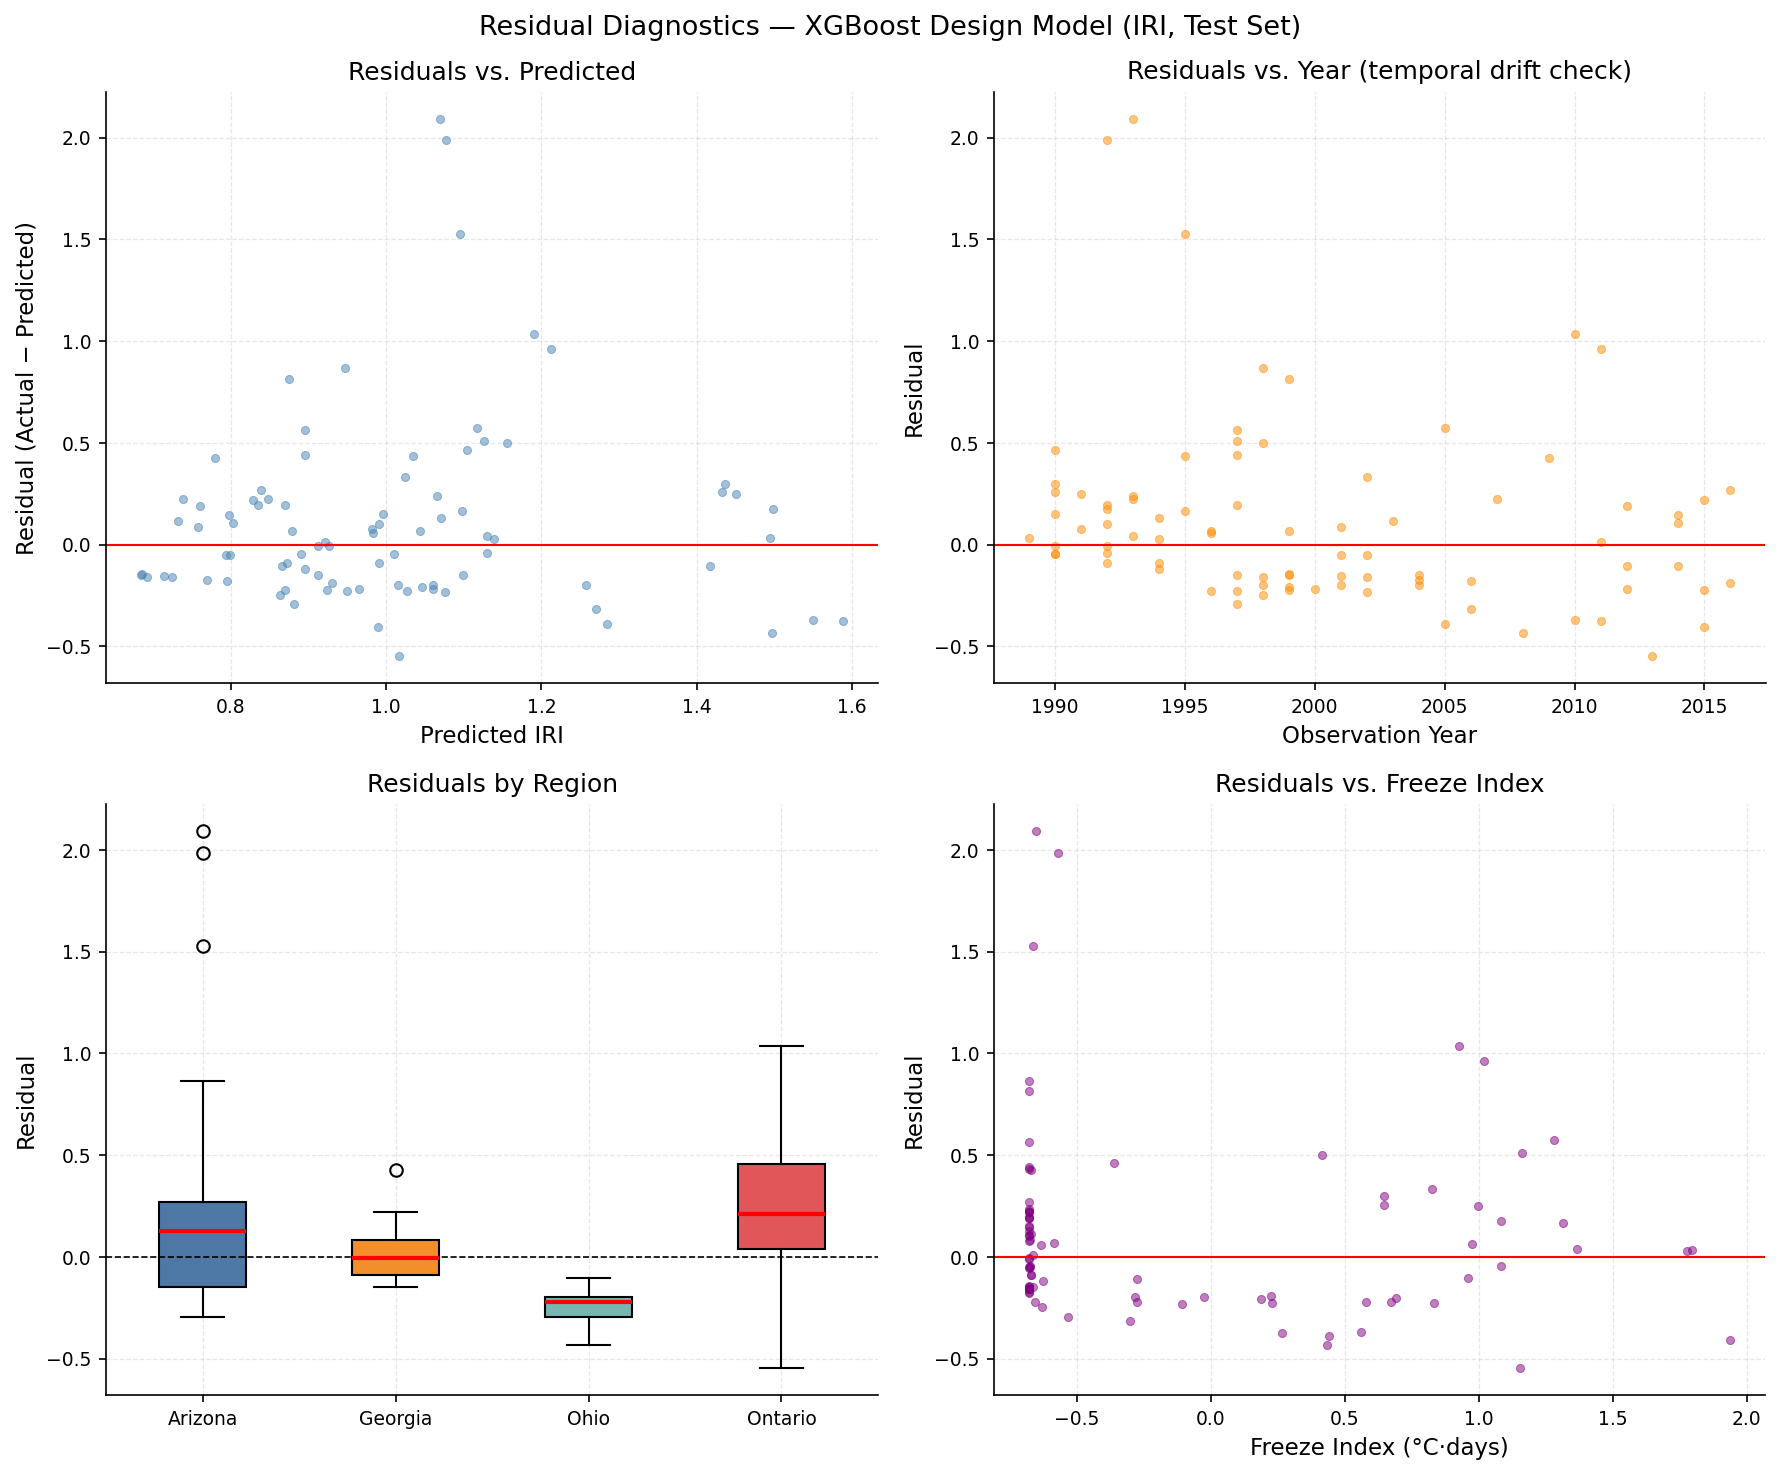 Residual Diagnostics — XGBoost Design Model (IRI, Test Set)
Residuals vs. Predicted
Residual (Actual − Predicted)
2.0
1.5
1.0
0.5
0.0
−0.5
0.8 1.0 1.2 1.4 1.6
Predicted IRI
Residuals vs. Year (temporal drift check)
Residual
2.0
1.5
1.0
0.5
0.0
−0.5
1990 1995 2000 2005 2010 2015
Observation Year
Residuals by Region
Residual
2.0
1.5
1.0
0.5
0.0
−0.5
Arizona Georgia Ohio Ontario
Residuals vs. Freeze Index
Residual
2.0
1.5
1.0
0.5
0.0
−0.5
−0.5 0.0 0.5 1.0 1.5 2.0
Freeze Index (°C·days)